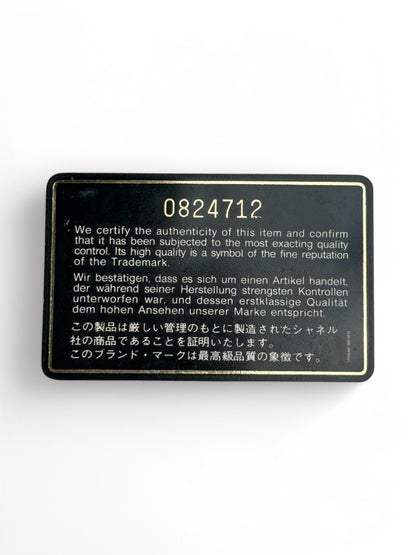 0824712
We certify the authenticity of this item and confirm
that it has been subjected to the most exacting quality
control. Its high quality is a symbol of the fine reputation
of the Trademark.
Wir bestätigen, dass es sich um einen Artikel handelt,
der während seiner Herstellung strengsten Kontrollen
unterworfen war, und dessen erstklassige Qualität
dem hohen Ansehen unserer Marke entspricht.
この製品は厳しい管理のもとに製造されたシャネル
社の商品であることを証明いたします。
このブランド・マークは最高級品質の象徴です。